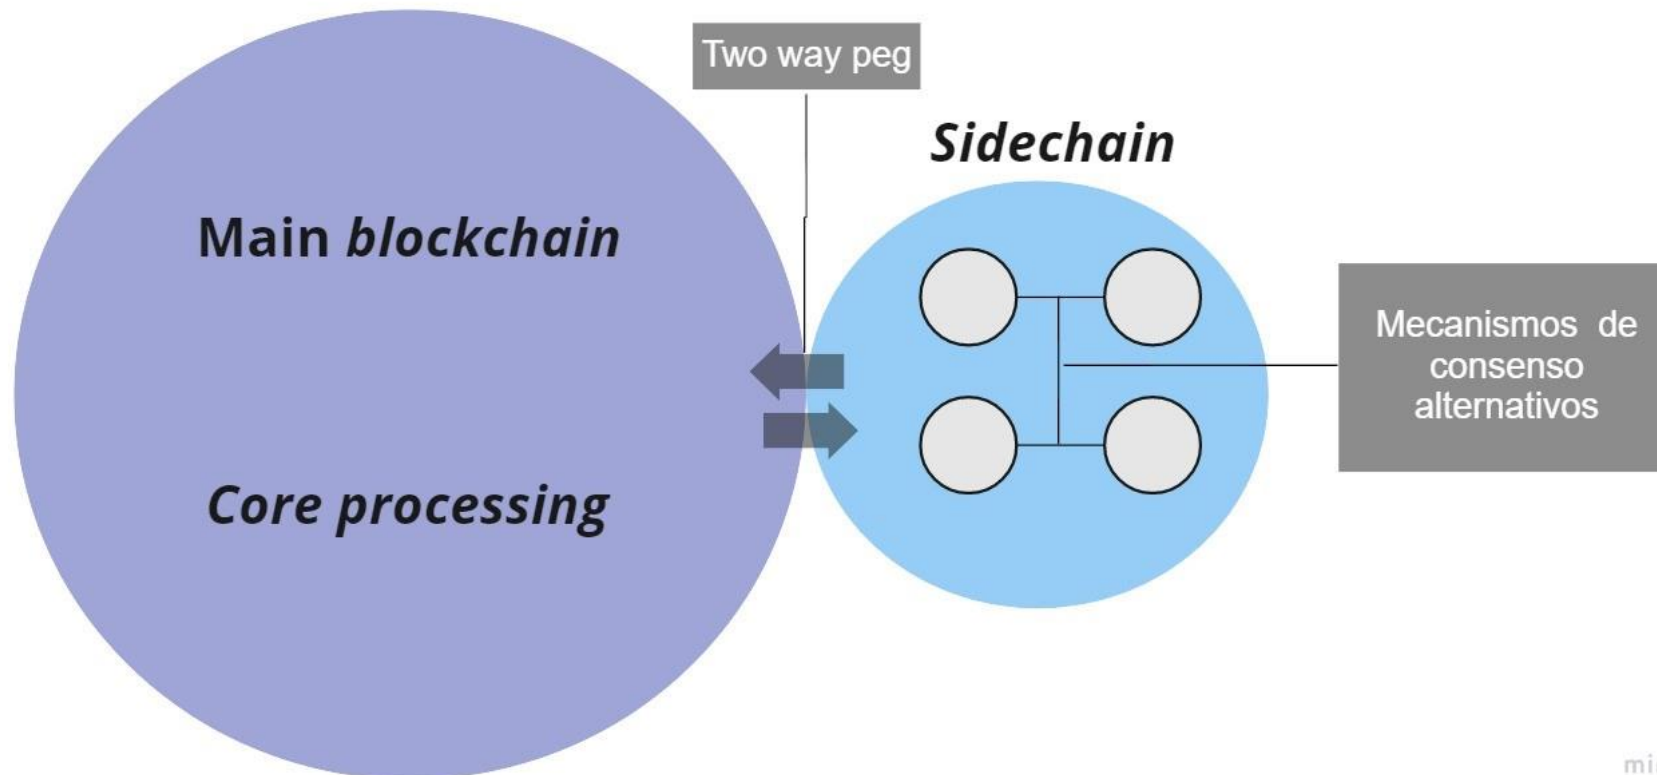 Two way peg
Sidechain
Main blockchain
Mecanismos de
consenso
alternativos
Core processing